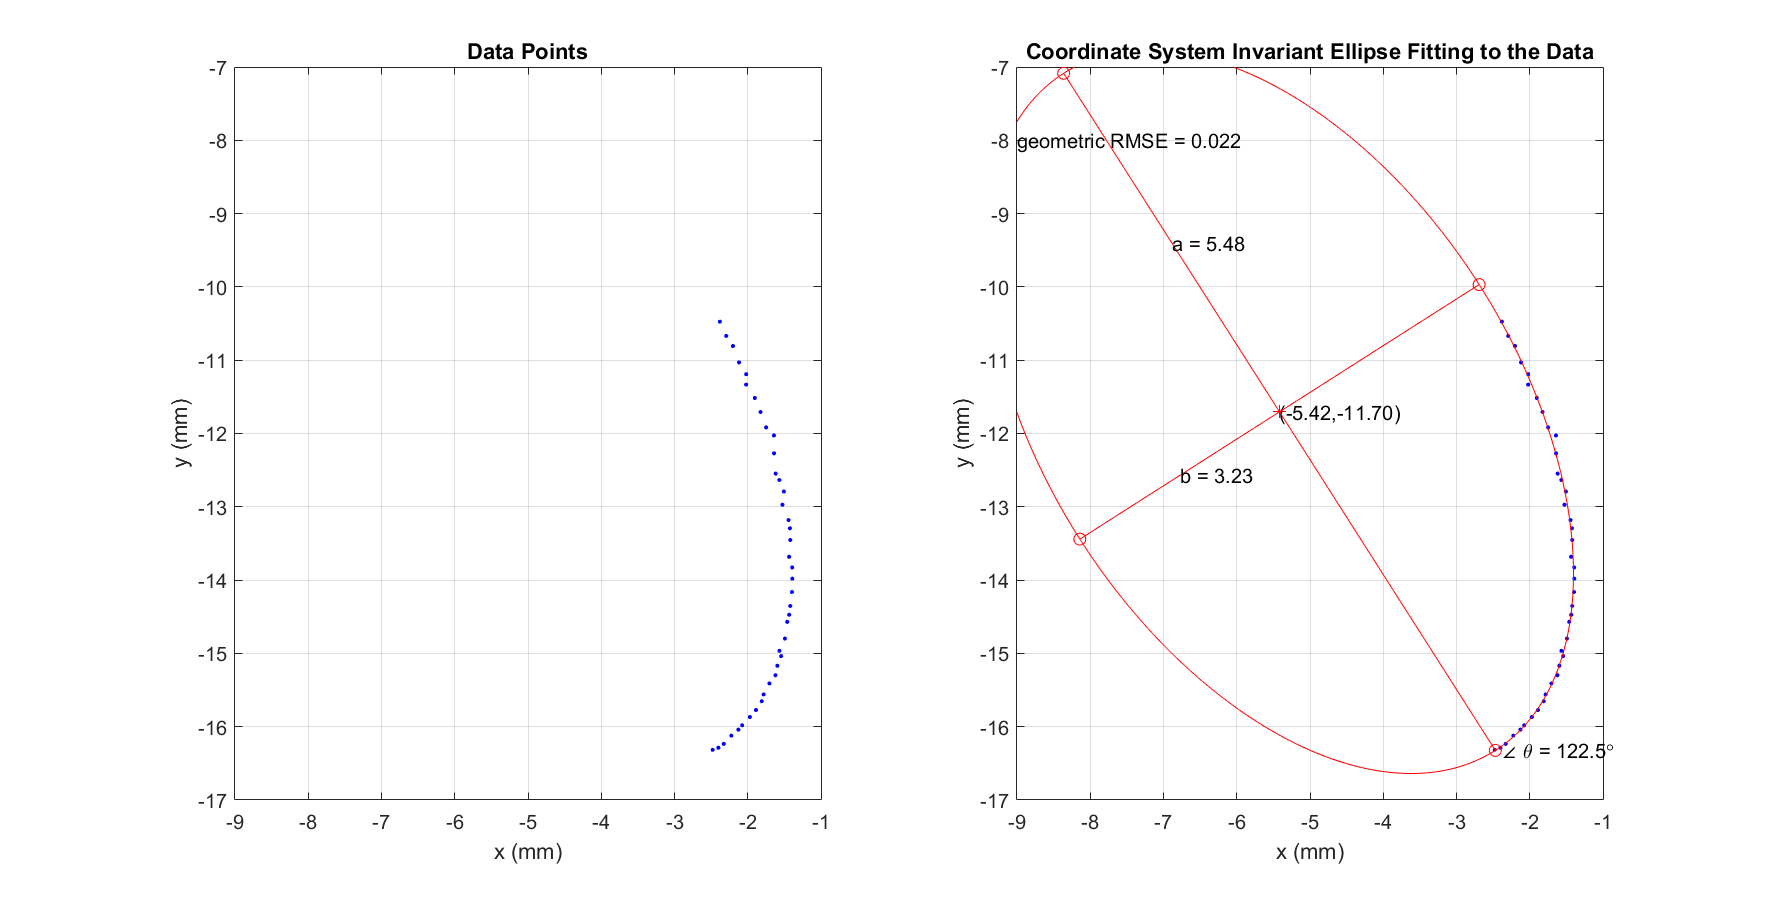 Data Points
-7
-8
-9
-10
-11
-12
-13
-14
-15
-16
-17
y (mm)
-9 -8 -7 -6 -5 -4 -3 -2 -1
x (mm)
Coordinate System Invariant Ellipse Fitting to the Data
-7
-8
-9
-10
-11
-12
-13
-14
-15
-16
-17
y (mm)
geometric RMSE = 0.022
a = 5.48
(-5.42,-11.70)
b = 3.23
∠ θ = 122.5°
-9 -8 -7 -6 -5 -4 -3 -2 -1
x (mm)